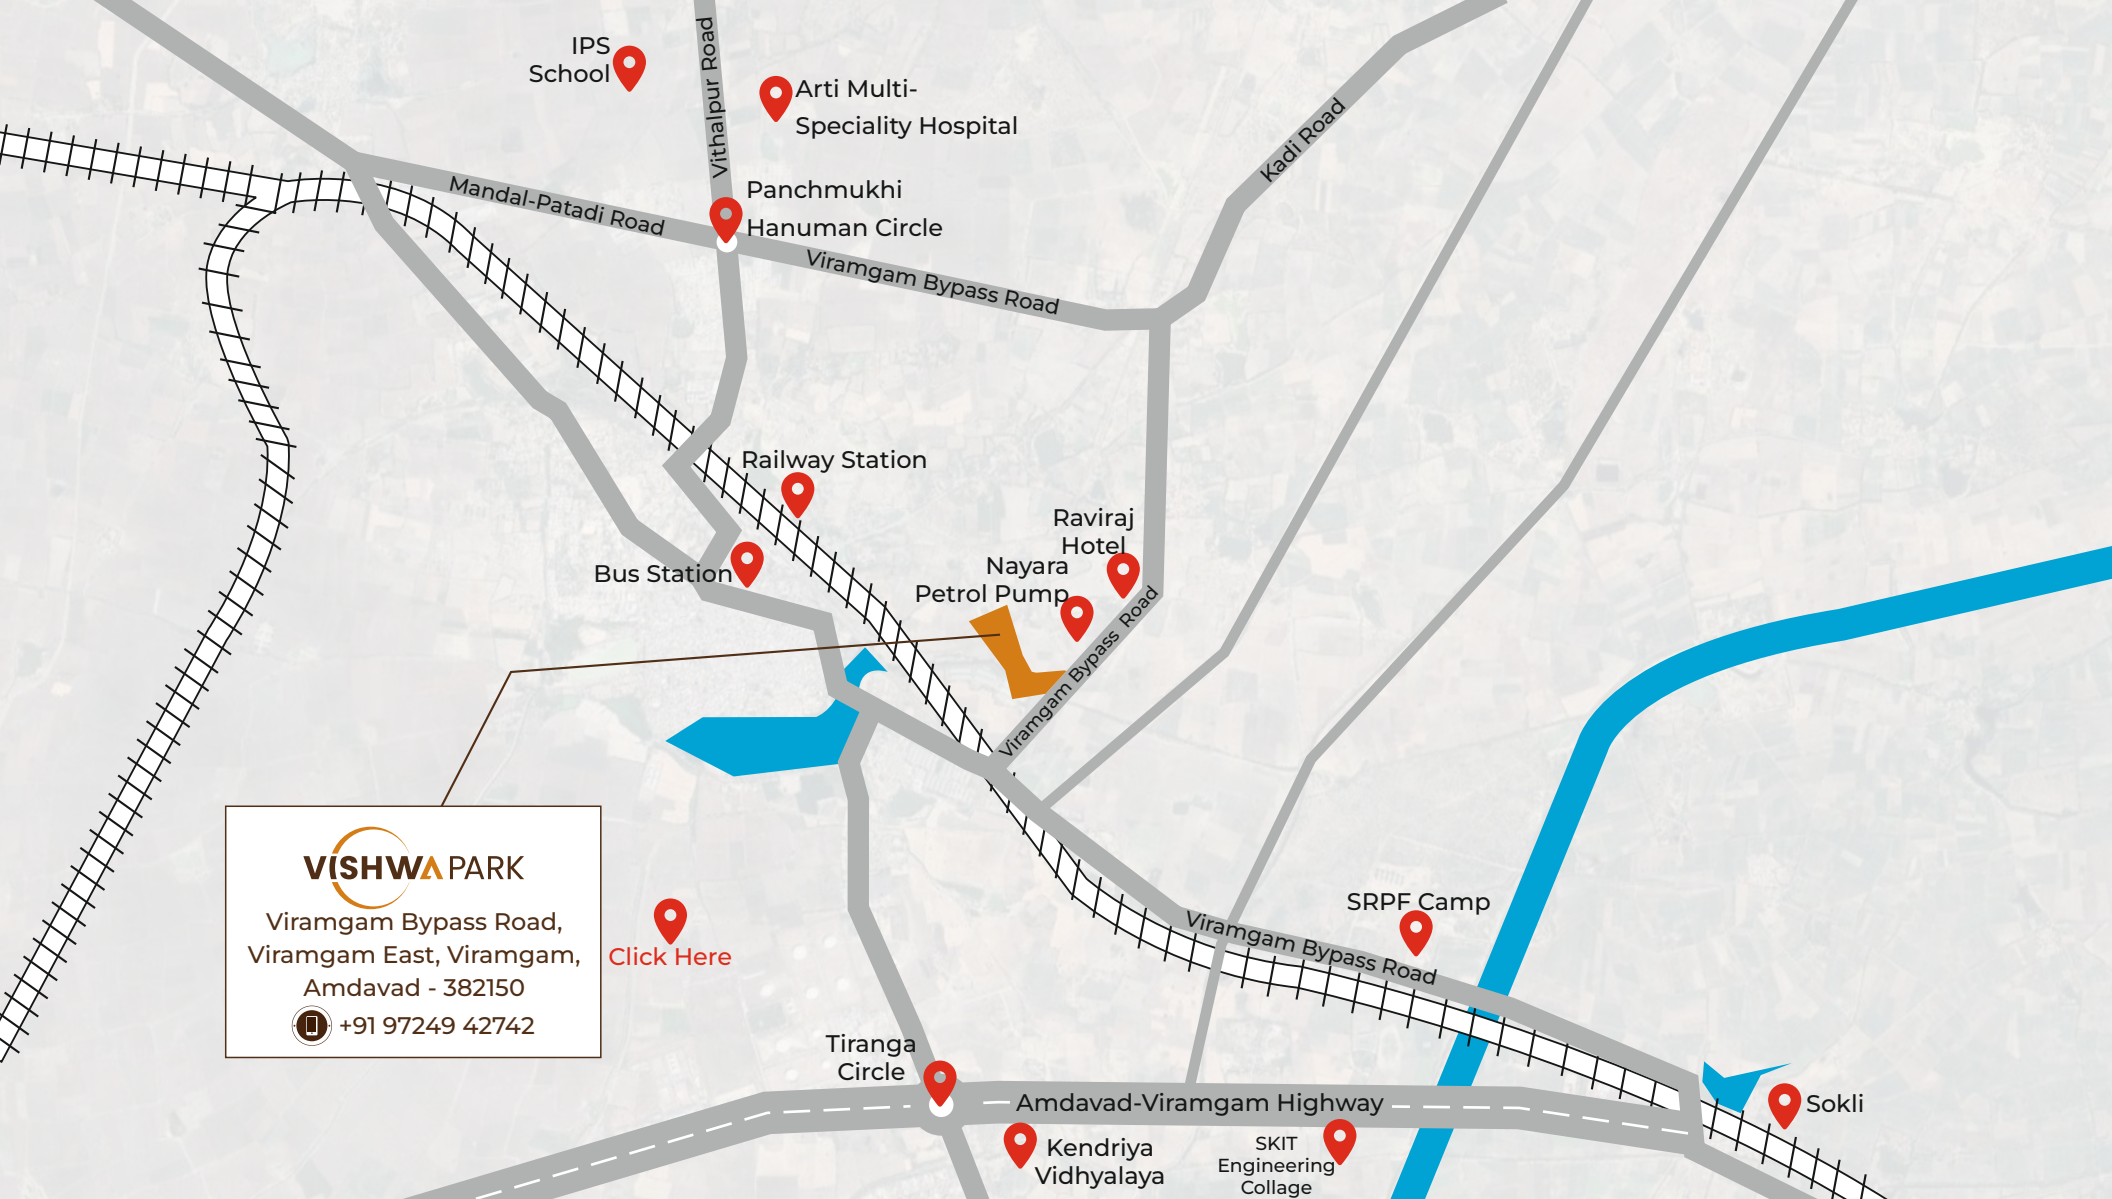 IPS
School
Vithalpur Road
Arti Multi-
Speciality Hospital
Kadi Road
Mandal-Patadi Road
Panchmukhi
Hanuman Circle
Viramgam Bypass Road
Railway Station
Bus Station
Raviraj
Hotel
Nayara
Petrol Pump
Viramgam Bypass Road
VISHWA PARK
Viramgam Bypass Road,
Viramgam East, Viramgam,
Amdavad - 382150
+91 97249 42742
Click Here
SRPF Camp
Viramgam Bypass Road
Tiranga
Circle
Amdavad-Viramgam Highway
Sokli
Kendriya
Vidhyalaya
SKIT
Engineering
Collage